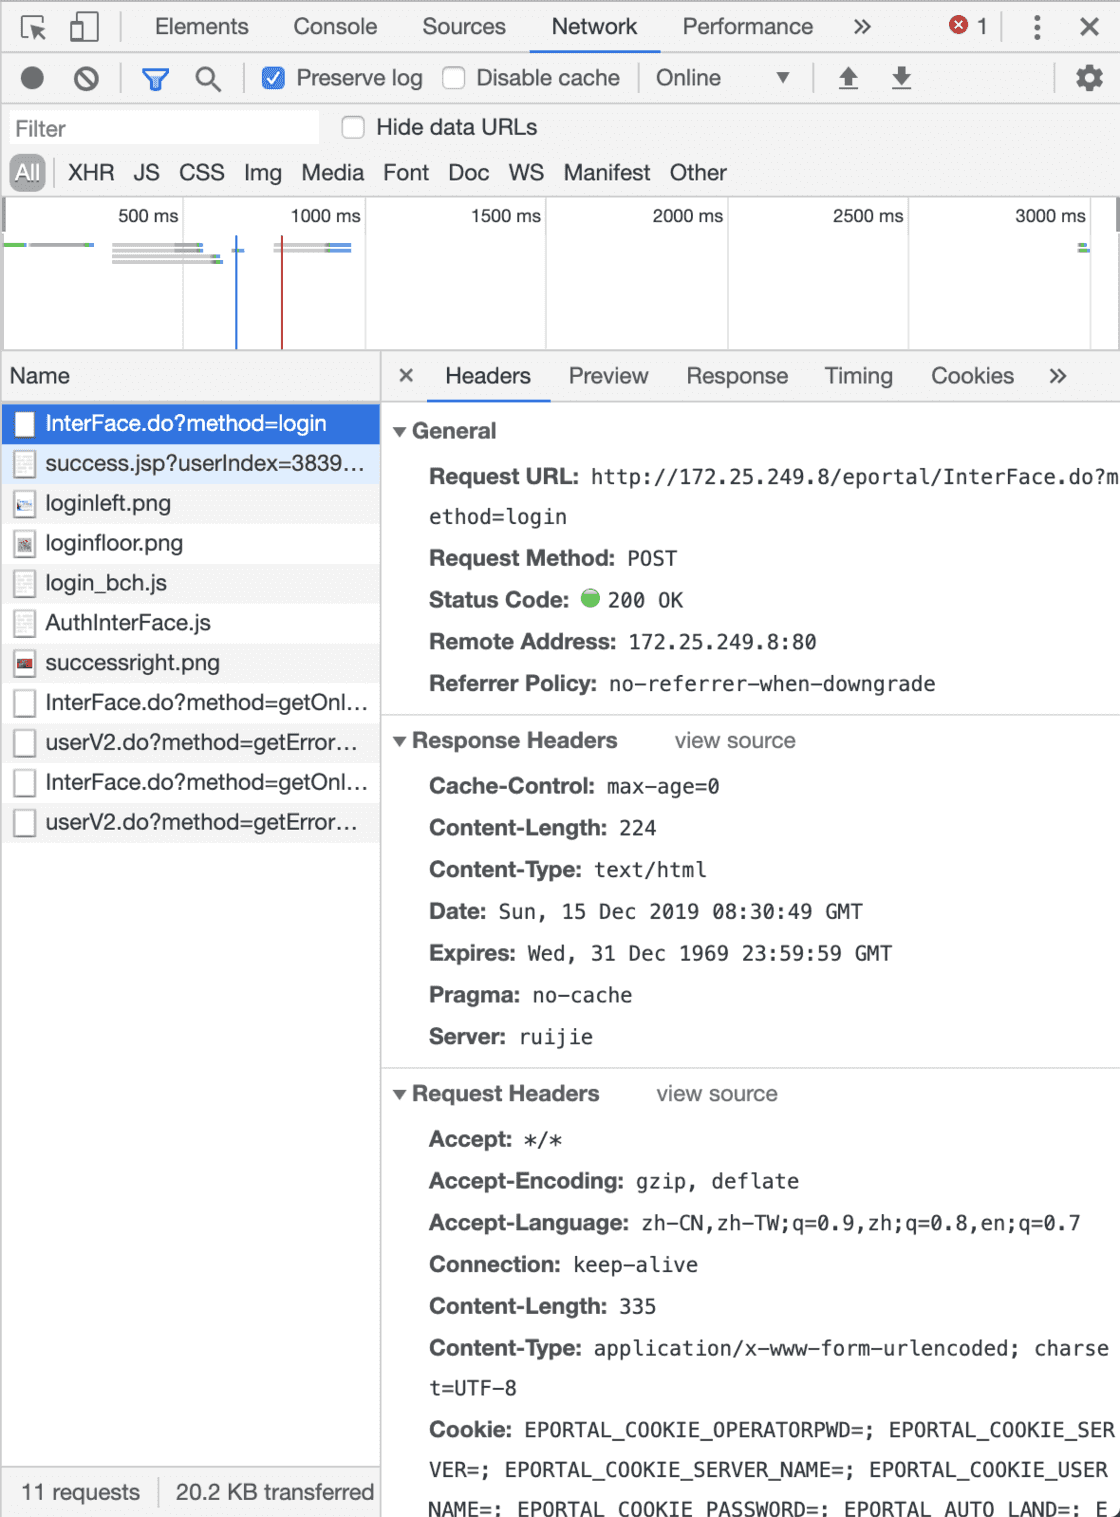 Elements Console Sources Network Performance » 1
Preserve log Disable cache Online
Filter Hide data URLs
All XHR JS CSS Img Media Font Doc WS Manifest Other
500 ms 1000 ms 1500 ms 2000 ms 2500 ms 3000 ms
Name
InterFace.do?method=login
success.jsp?userIndex=3839...
loginleft.png
loginfloor.png
login_bch.js
AuthInterFace.js
successright.png
InterFace.do?method=getOnl...
userV2.do?method=getError...
InterFace.do?method=getOnl...
userV2.do?method=getError...
11 requests 20.2 KB transferred
Headers Preview Response Timing Cookies »
General
Request URL: http://172.25.249.8/eportal/InterFace.do?m
ethod=login
Request Method: POST
Status Code: 200 OK
Remote Address: 172.25.249.8:80
Referrer Policy: no-referrer-when-downgrade
Response Headers view source
Cache-Control: max-age=0
Content-Length: 224
Content-Type: text/html
Date: Sun, 15 Dec 2019 08:30:49 GMT
Expires: Wed, 31 Dec 1969 23:59:59 GMT
Pragma: no-cache
Server: ruijie
Request Headers view source
Accept: */*
Accept-Encoding: gzip, deflate
Accept-Language: zh-CN,zh-TW;q=0.9,zh;q=0.8,en;q=0.7
Connection: keep-alive
Content-Length: 335
Content-Type: application/x-www-form-urlencoded; charse
t=UTF-8
Cookie: EPORTAL_COOKIE_OPERATORPWD=; EPORTAL_COOKIE_SER
VER=; EPORTAL_COOKIE_SERVER_NAME=; EPORTAL_COOKIE_USER
NAME=; EPORTAL_COOKIE_PASSWORD=; EPORTAL_AUTO_LAND=; E